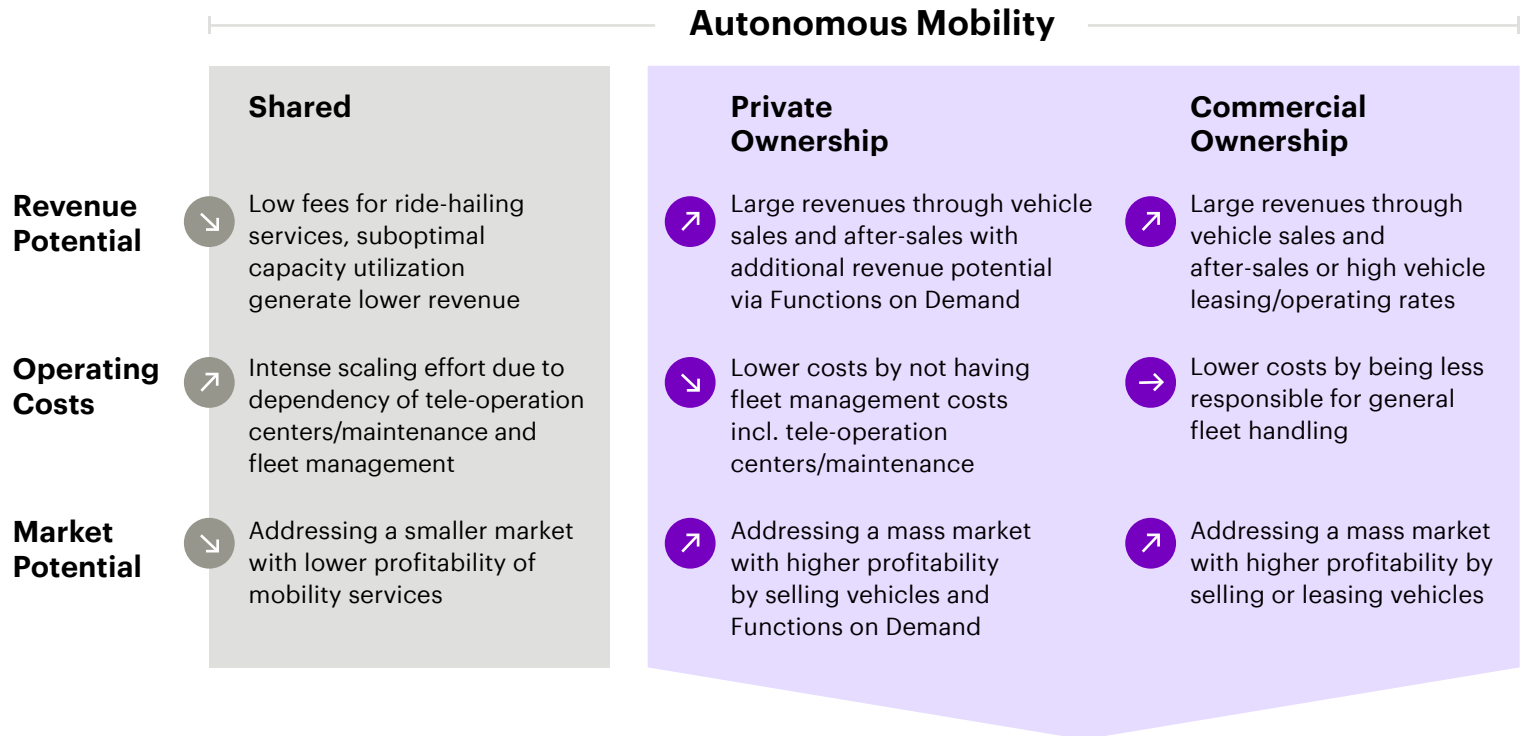 Autonomous Mobility
Shared
Private
Ownership
Commercial
Ownership
Revenue
Potential
Low fees for ride-hailing
services, suboptimal
capacity utilization
generate lower revenue
Large revenues through vehicle
sales and after-sales with
additional revenue potential
via Functions on Demand
Large revenues through
vehicle sales and
after-sales or high vehicle
leasing/operating rates
Operating
Costs
Intense scaling effort due to
dependency of tele-operation
centers/maintenance and
fleet management
Lower costs by not having
fleet management costs
incl. tele-operation
centers/maintenance
Lower costs by being less
responsible for general
fleet handling
Market
Potential
Addressing a smaller market
with lower profitability of
mobility services
Addressing a mass market
with higher profitability
by selling vehicles and
Functions on Demand
Addressing a mass market
with higher profitability by
selling or leasing vehicles